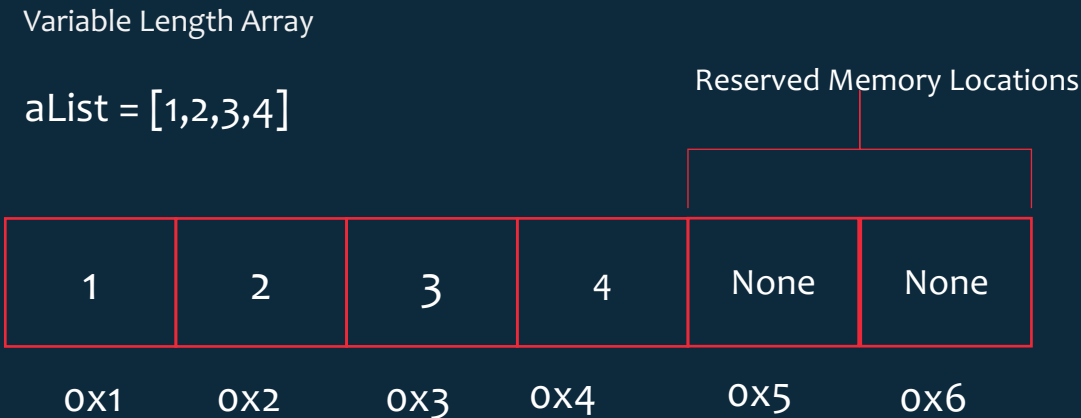 Variable Length Array
Reserved Memory Locations
aList = [1,2,3,4]
1 2 3 4 None None
0x1 0x2 0x3 0x4 0x5 0x6